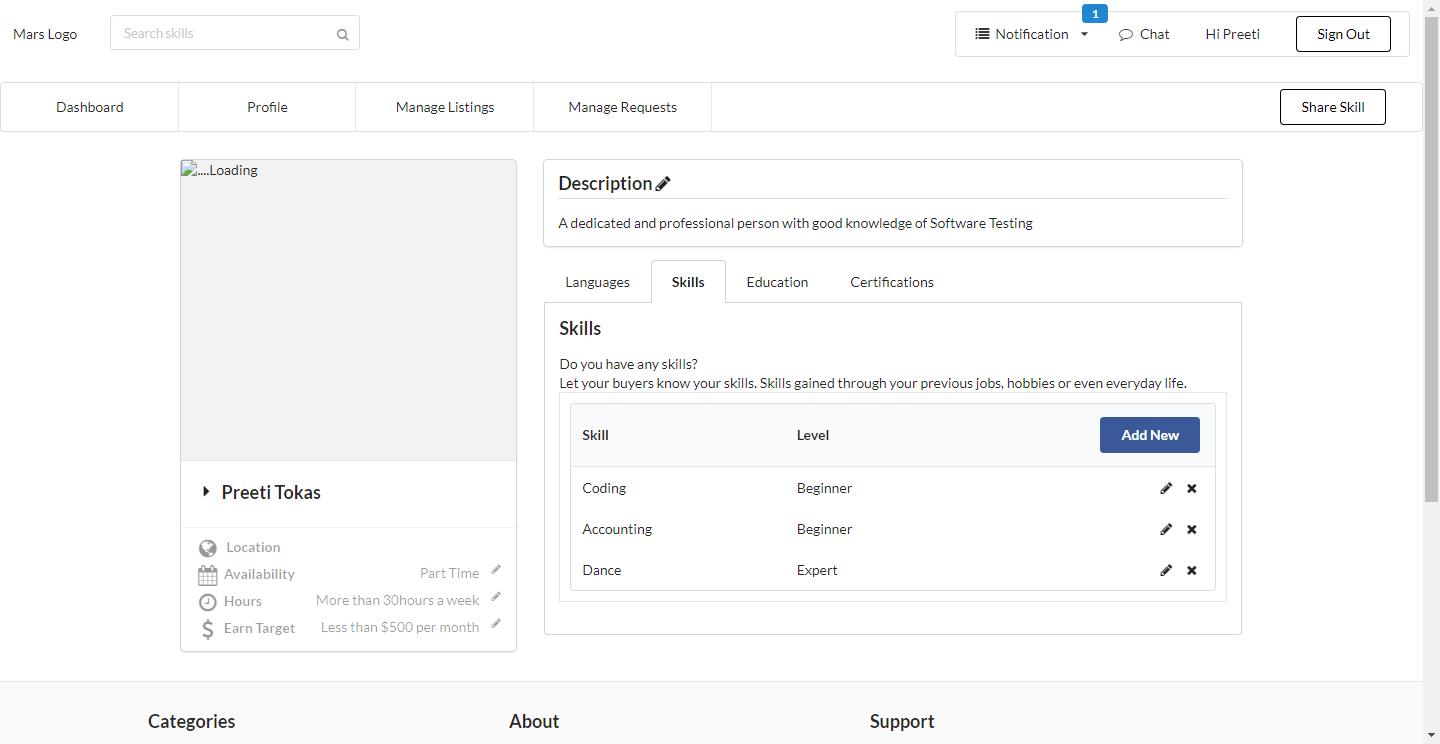 Mars Logo
Search skills
1
Notification
Chat
Hi Preeti
Sign Out
Dashboard
Profile
Manage Listings
Manage Requests
Share Skill
....Loading
Preeti Tokas
Location
Availability Part Time
Hours More than 30hours a week
Earn Target Less than $500 per month
Description
A dedicated and professional person with good knowledge of Software Testing
Languages
Skills
Education
Certifications
Skills
Do you have any skills?
Let your buyers know your skills. Skills gained through your previous jobs, hobbies or even everyday life.
Skill Level Add New
Coding Beginner
Accounting Beginner
Dance Expert
Categories
About
Support